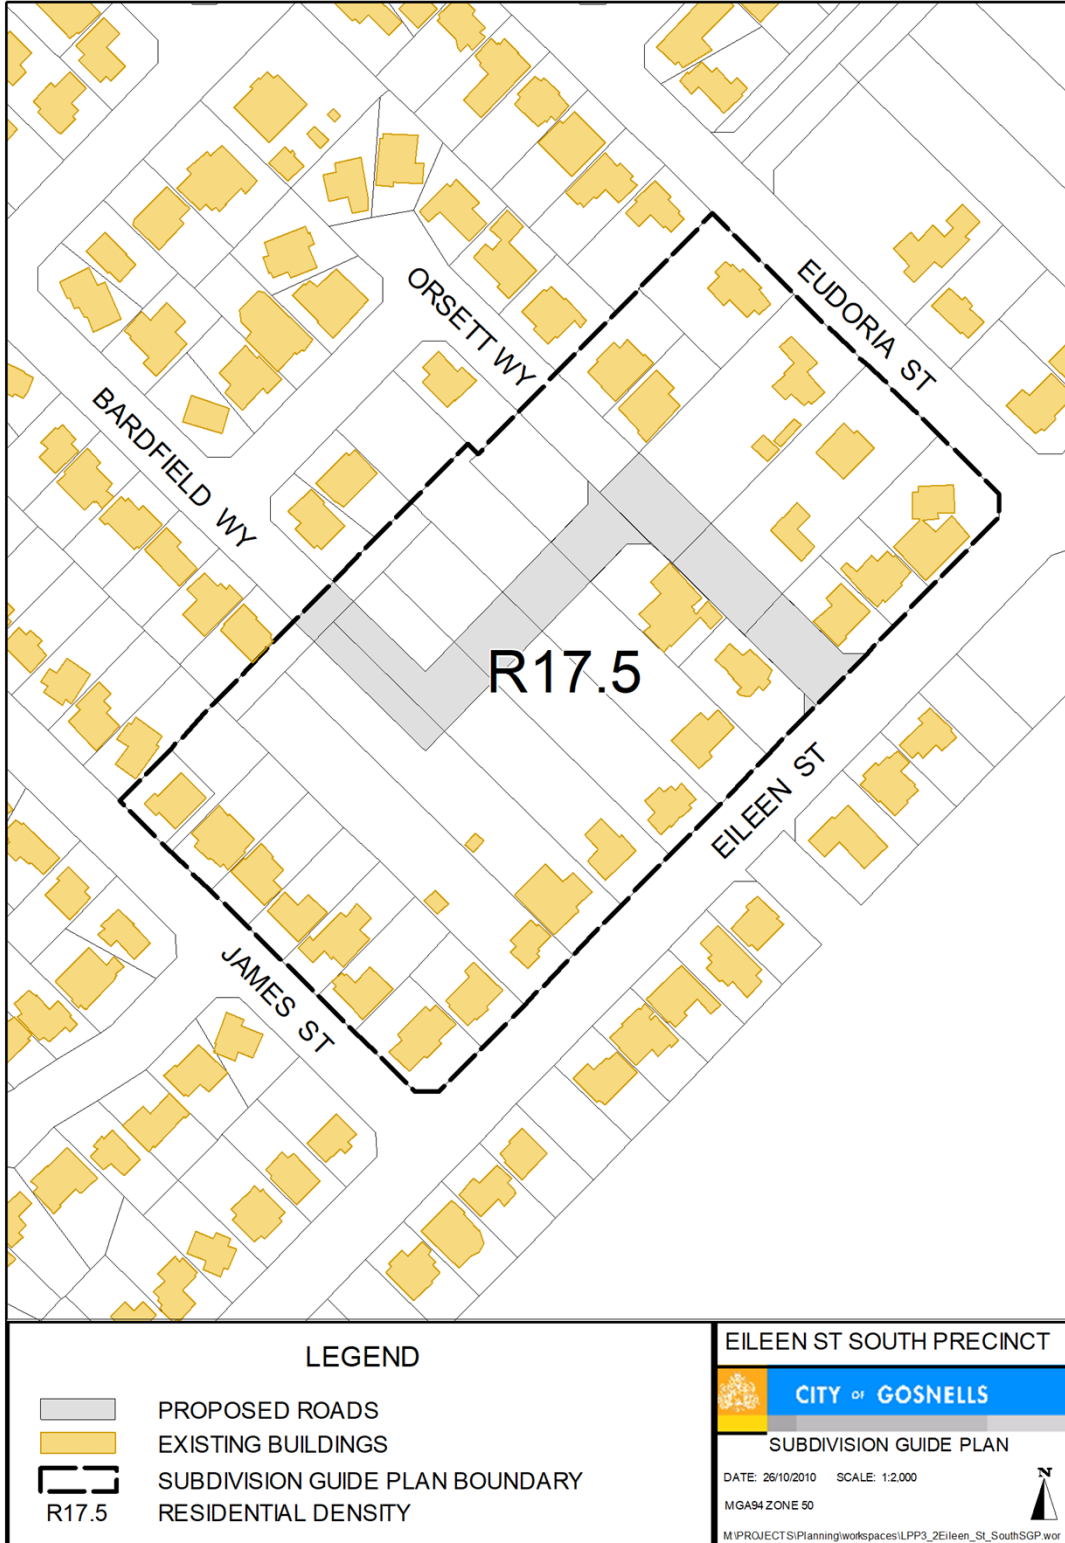 ORSETT WY
EUDORIA ST
BARDFIELD WY
R17.5
EILEEN ST
JAMES ST
LEGEND
PROPOSED ROADS
EXISTING BUILDINGS
SUBDIVISION GUIDE PLAN BOUNDARY
R17.5 RESIDENTIAL DENSITY
EILEEN ST SOUTH PRECINCT
CITY OF GOSNELLS
SUBDIVISION GUIDE PLAN
DATE: 26/10/2010 SCALE: 1:2,000
N
MGA94 ZONE 50
M:\PROJECTS\Planning\workspaces\LPP3_2Eileen_St_SouthSGP.wor